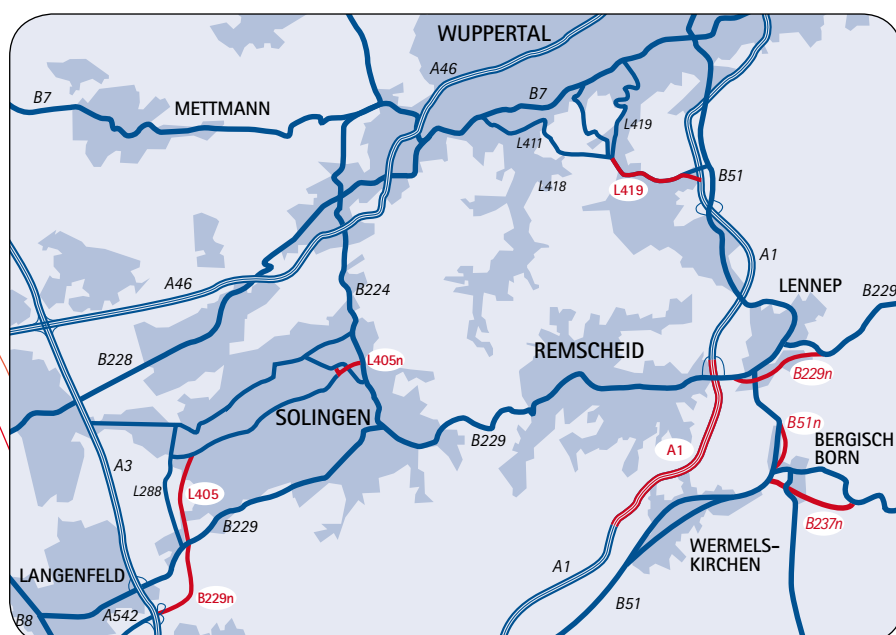 WUPPERTAL
A46
B7
METTMANN
B7
L419
L411
L418
L419
B51
A1
A46
B224
LENNEP
B229
B228
L405n
REMSCHEID
B229n
SOLINGEN
B229
B51n
BERGISCH
BORN
A3
A1
L288
L405
B229
B237n
WERMELS-
KIRCHEN
LANGENFELD
A1
B229n
B51
B8
A542